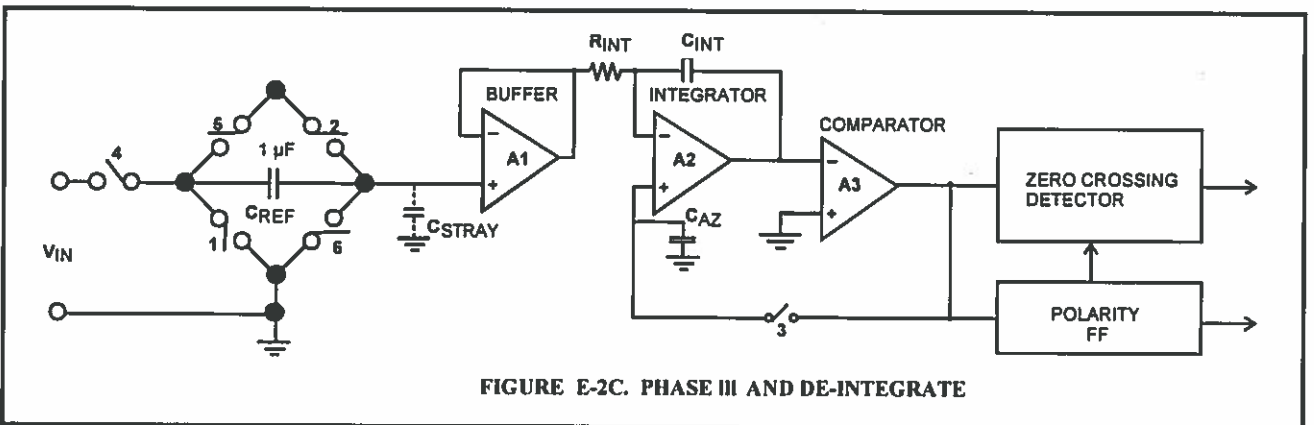 RINT
CINT
BUFFER
INTEGRATOR
COMPARATOR
5
2
1 µF
4
A1
A2
A3
ZERO CROSSING
DETECTOR
CREF
CSTRAY
CAZ
1
6
VIN
3
POLARITY
FF
FIGURE E-2C. PHASE III AND DE-INTEGRATE